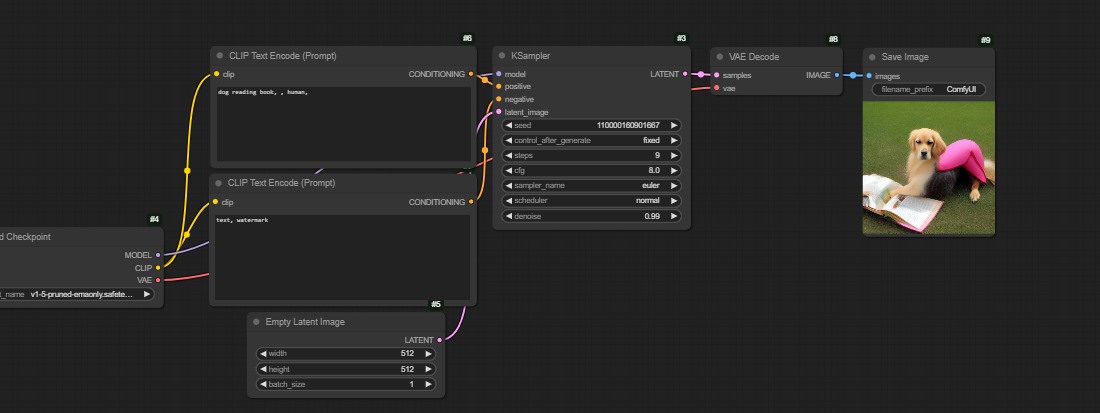 #6
CLIP Text Encode (Prompt)
clip
CONDITIONING
dog reading book, , human,
CLIP Text Encode (Prompt)
clip
CONDITIONING
text, watermark
#4
d Checkpoint
MODEL
CLIP
VAE
t_name v1-5-pruned-emaonly.safete...
#5
Empty Latent Image
LATENT
width 512
height 512
batch_size 1
#3
KSampler
model
LATENT
positive
negative
latent_image
seed 110000160901667
control_after_generate fixed
steps 9
cfg 8.0
sampler_name euler
scheduler normal
denoise 0.99
#8
VAE Decode
samples
IMAGE
vae
#9
Save Image
images
filename_prefix ComfyUI